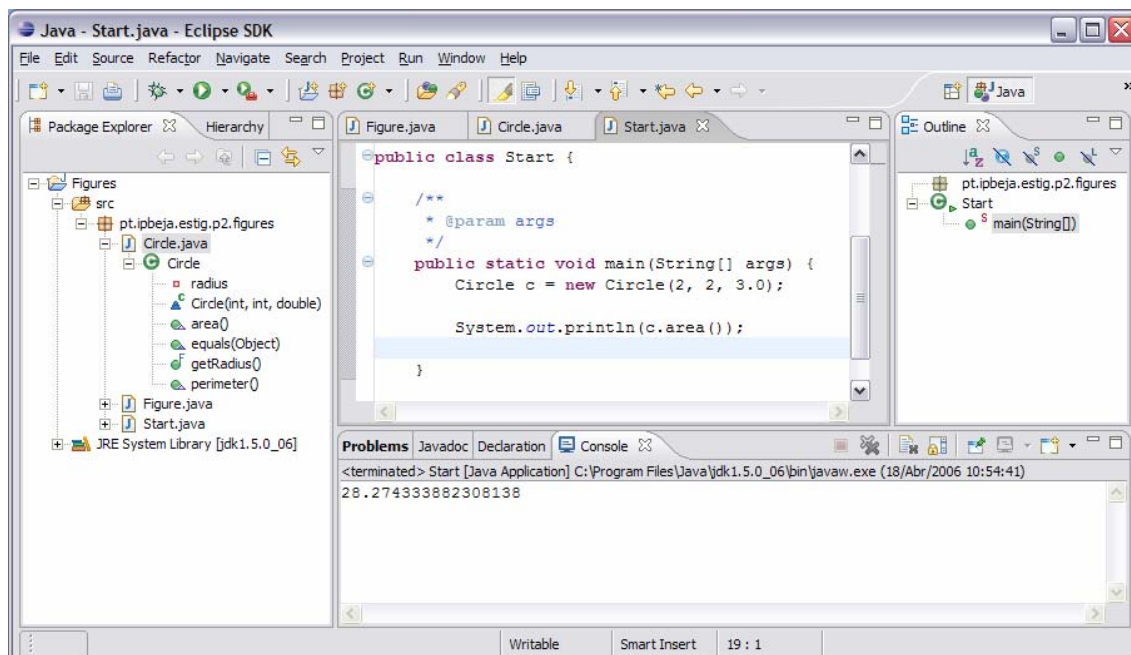 Java - Start.java - Eclipse SDK
File Edit Source Refactor Navigate Search Project Run Window Help
Java
Package Explorer Hierarchy
Figures
src
pt.ipbeja.estig.p2.figures
Circle.java
Circle
radius
Circle(int, int, double)
area()
equals(Object)
getRadius()
perimeter()
Figure.java
Start.java
JRE System Library [jdk1.5.0_06]
Figure.java Circle.java Start.java
public class Start {
/**
* @param args
*/
public static void main(String[] args) {
Circle c = new Circle(2, 2, 3.0);
System.out.println(c.area());
}
Outline
pt.ipbeja.estig.p2.figures
Start
main(String[])
Problems Javadoc Declaration Console
<terminated> Start [Java Application] C:\Program Files\Java\jdk1.5.0_06\bin\javaw.exe (18/Abr/2006 10:54:41)
28.274333882308138
Writable Smart Insert 19 : 1